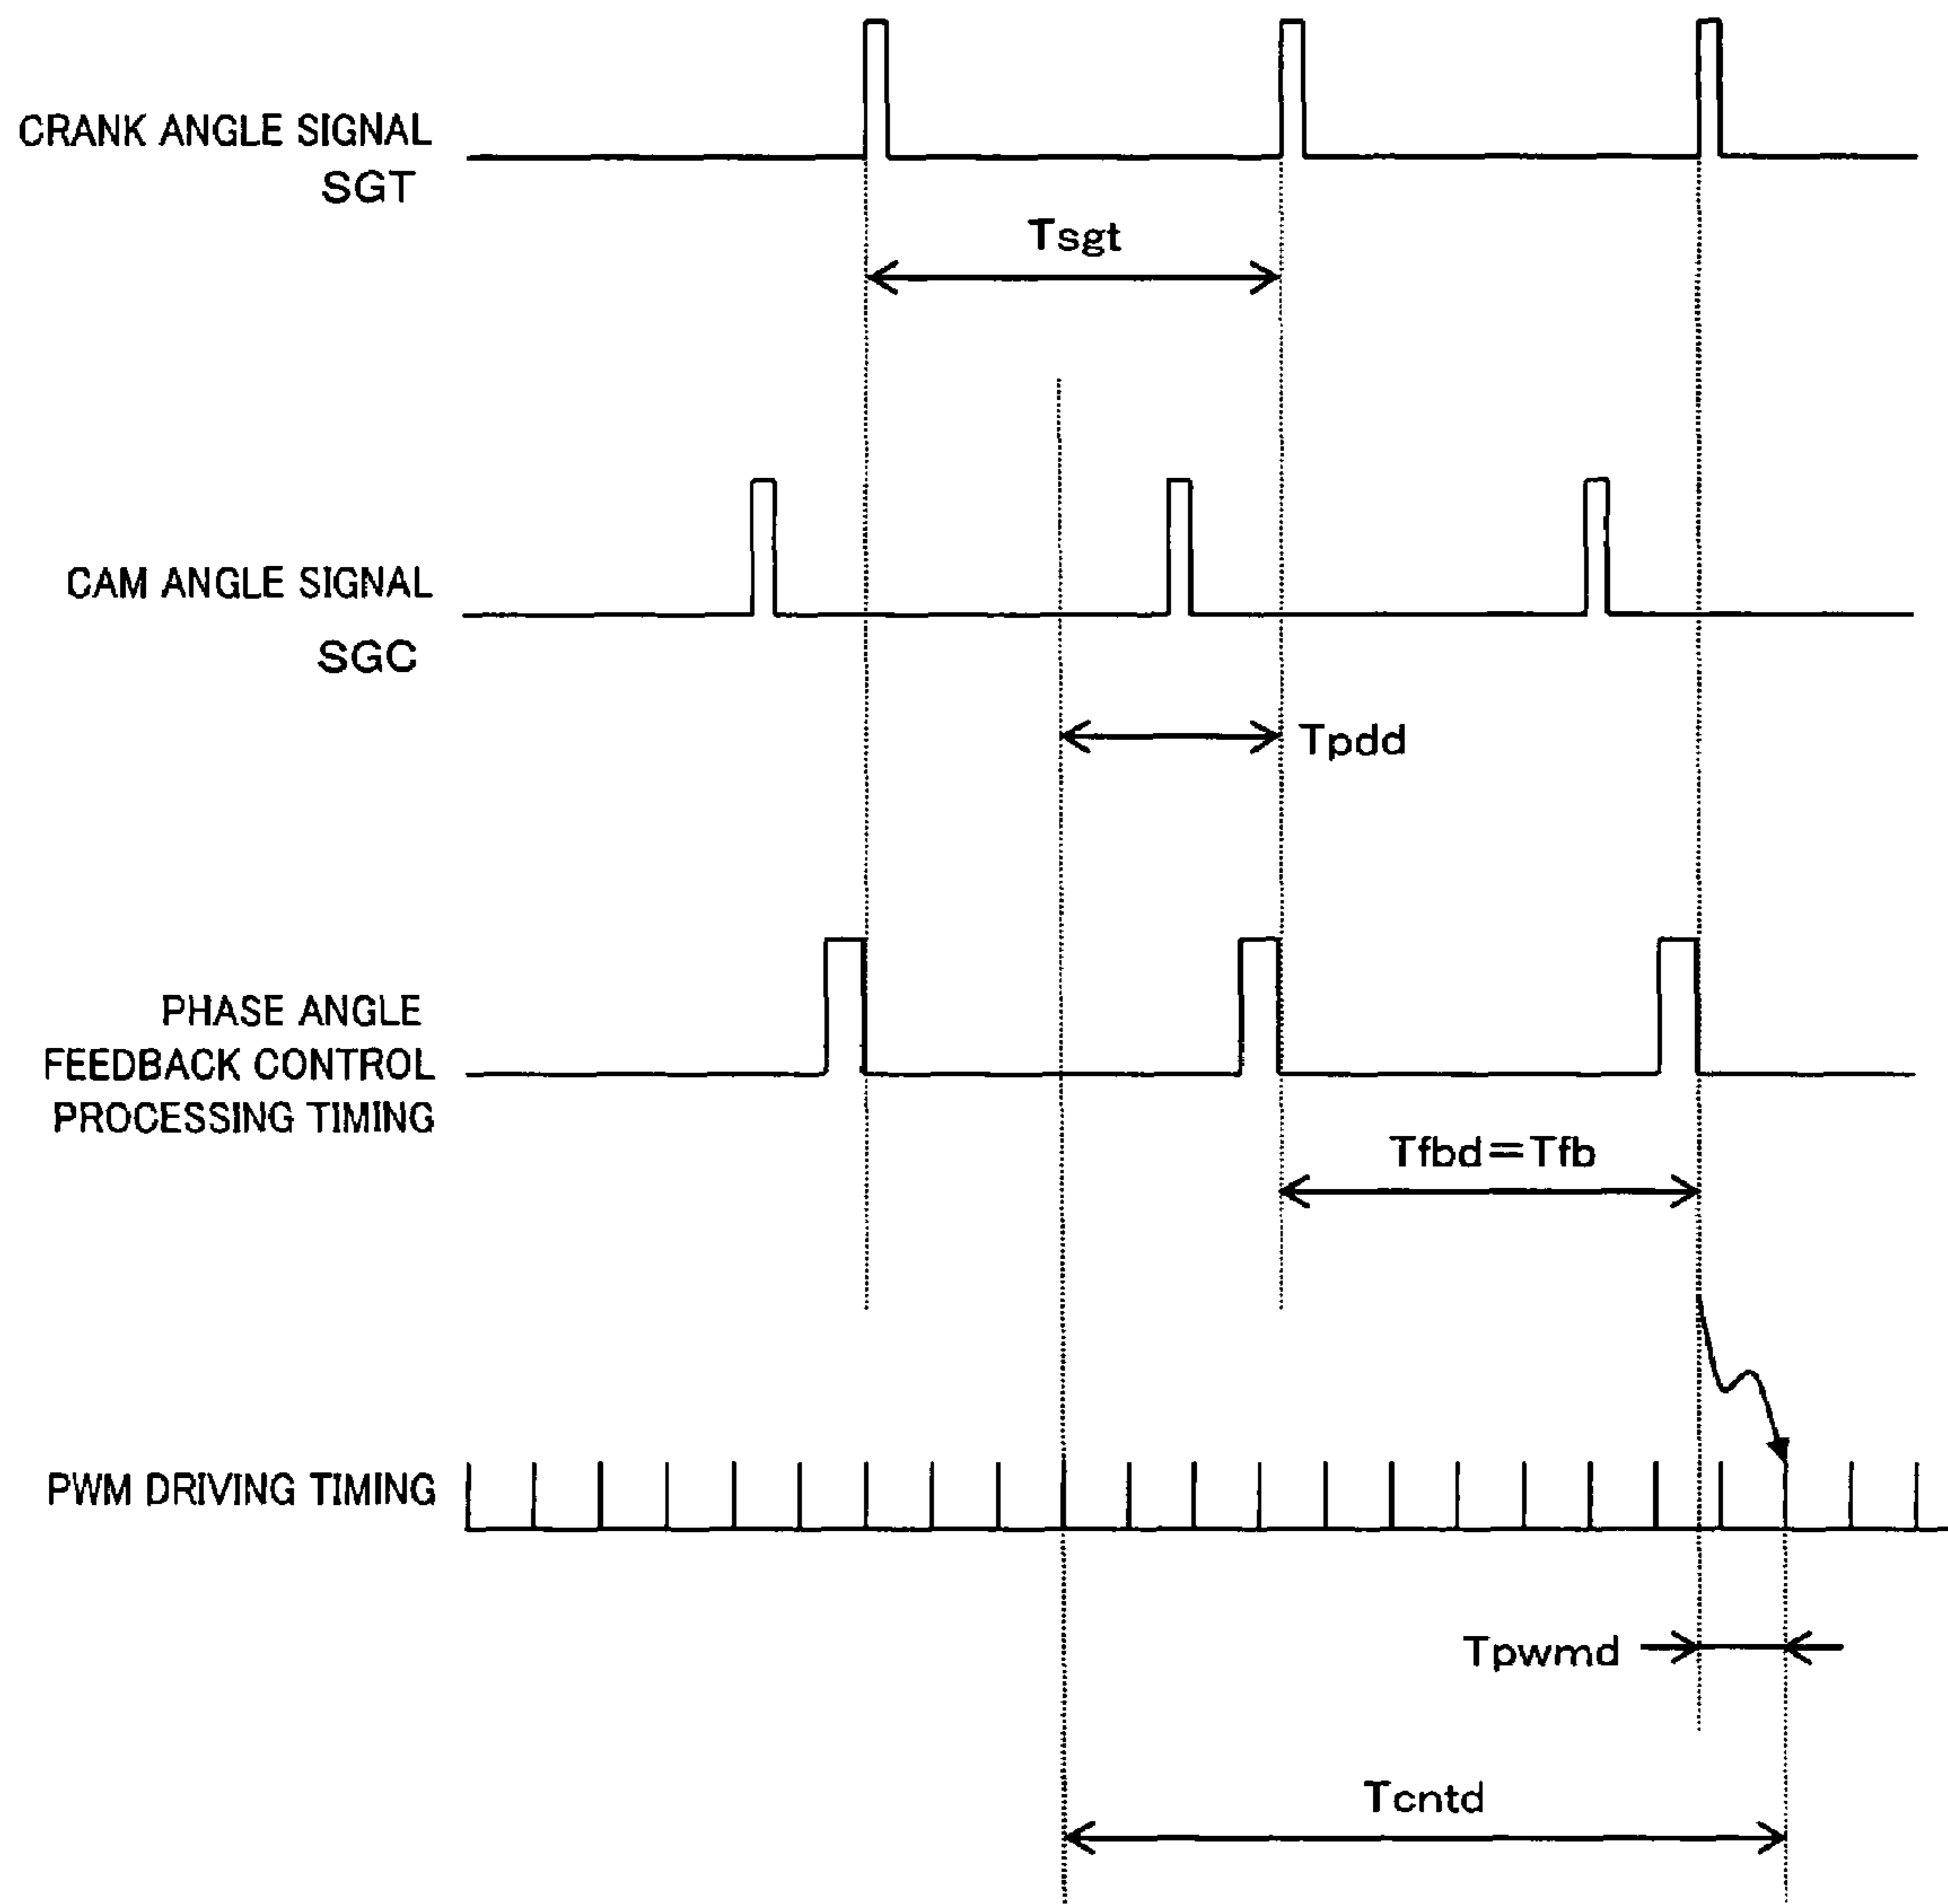 CRANK ANGLE SIGNAL
SGT
Tsgt
CAM ANGLE SIGNAL
SGC
Tpdd
PHASE ANGLE
FEEDBACK CONTROL
PROCESSING TIMING
Tfbd=Tfb
PWM DRIVING TIMING
Tpwmd
Tcntd